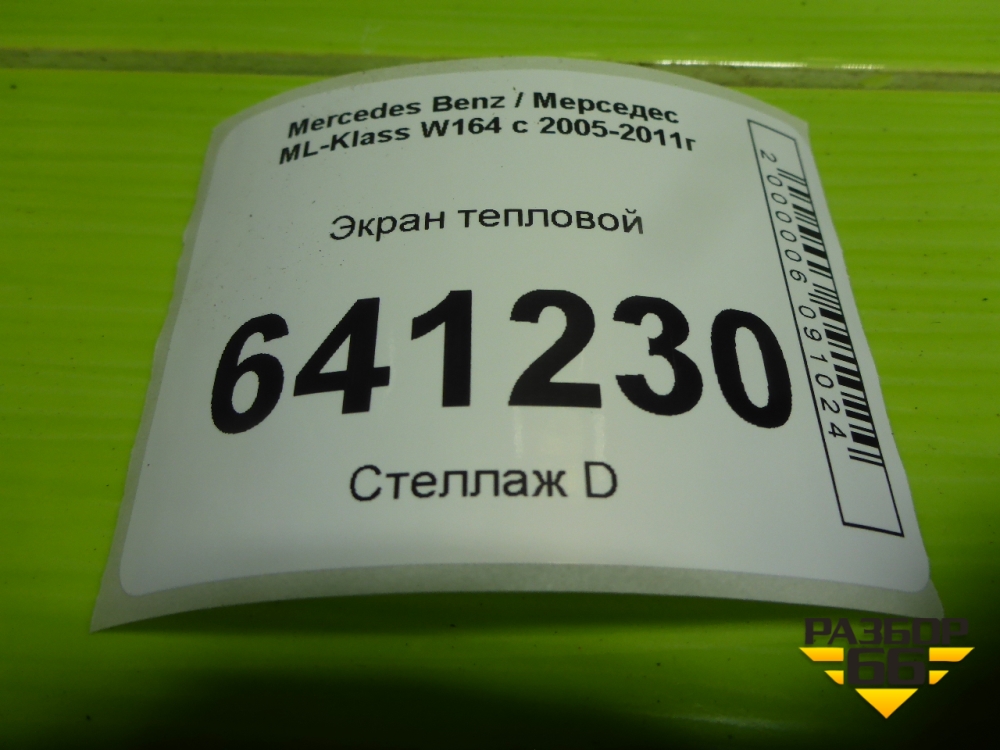 Mercedes Benz / Мерседес
ML-Klass W164 с 2005-2011г
Экран тепловой
641230
Стеллаж D
2000006091024
РАЗБОР
66